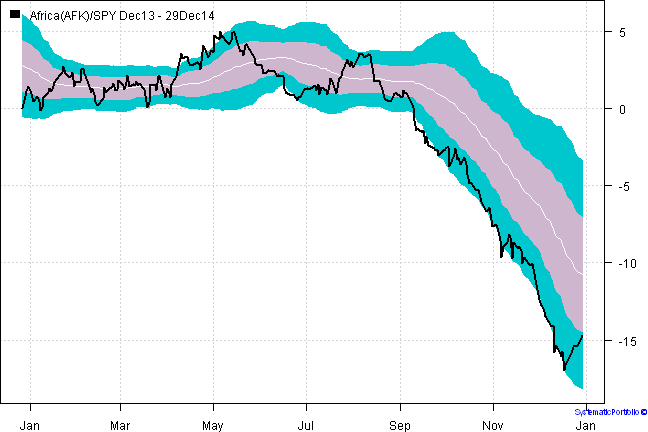 Africa(AFK)/SPY Dec13 - 29Dec14
5
0
-5
-10
-15
Jan Mar May Jul Sep Nov Jan
SystematicPortfolio ©